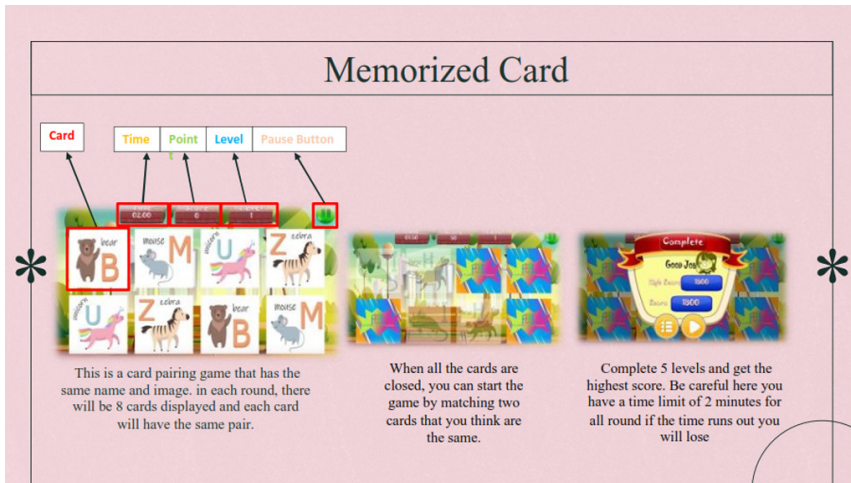 Memorized Card
Card
Time
Point
t
Level
Pause Button
02:00
0
1
bear
B
mouse
M
unicorn
U
Z
zebra
unicorn
U
Z
zebra
bear
B
mouse
M
Complete
Good Job
High Score
1500
Score
1500
This is a card pairing game that has the
same name and image. in each round, there
will be 8 cards displayed and each card
will have the same pair.
When all the cards are
closed, you can start the
game by matching two
cards that you think are
the same.
Complete 5 levels and get the
highest score. Be careful here you
have a time limit of 2 minutes for
all round if the time runs out you
will lose